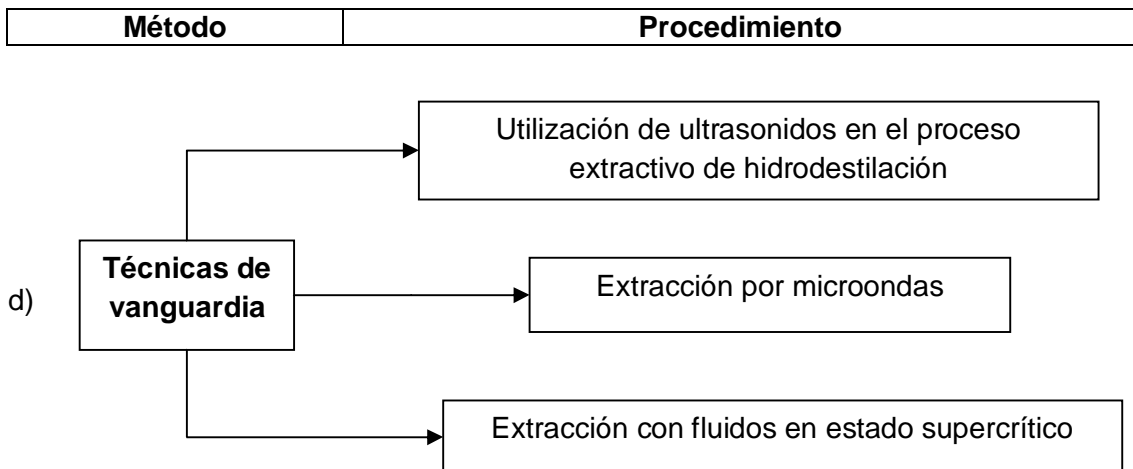 Método Procedimiento
Utilización de ultrasonidos en el proceso
extractivo de hidrodestilación
d)
Técnicas de
vanguardia
Extracción por microondas
Extracción con fluidos en estado supercrítico